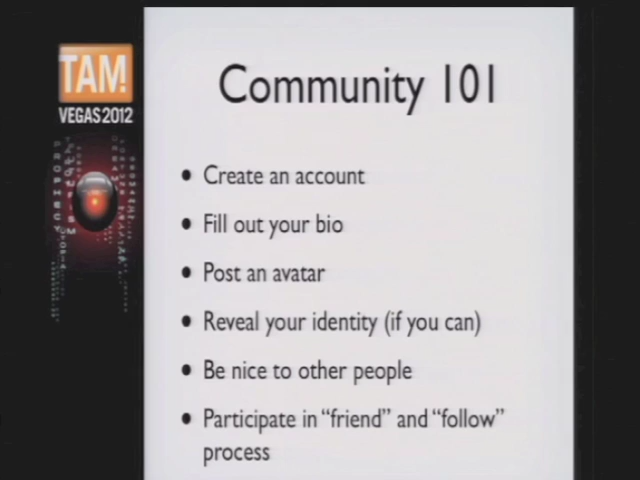 TAM!
VEGAS 2012
Community 101
• Create an account
• Fill out your bio
• Post an avatar
• Reveal your identity (if you can)
• Be nice to other people
• Participate in “friend” and “follow”
process